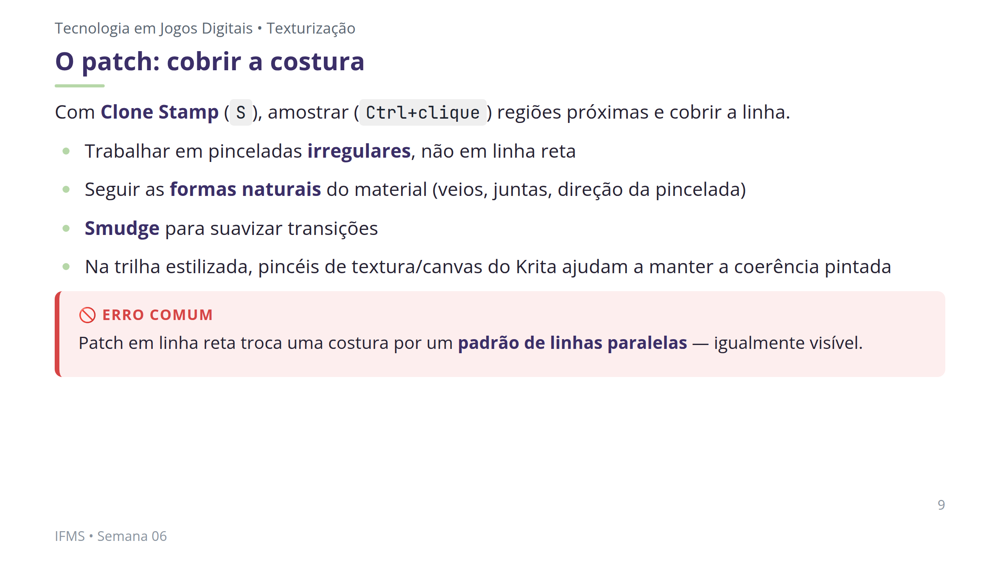 Tecnologia em Jogos Digitais • Texturização
O patch: cobrir a costura
Com Clone Stamp (S), amostrar (Ctrl+clique) regiões próximas e cobrir a linha.
• Trabalhar em pinceladas irregulares, não em linha reta
• Seguir as formas naturais do material (veios, juntas, direção da pincelada)
• Smudge para suavizar transições
• Na trilha estilizada, pincéis de textura/canvas do Krita ajudam a manter a coerência pintada
🚫 ERRO COMUM
Patch em linha reta troca uma costura por um padrão de linhas paralelas — igualmente visível.
9
IFMS • Semana 06